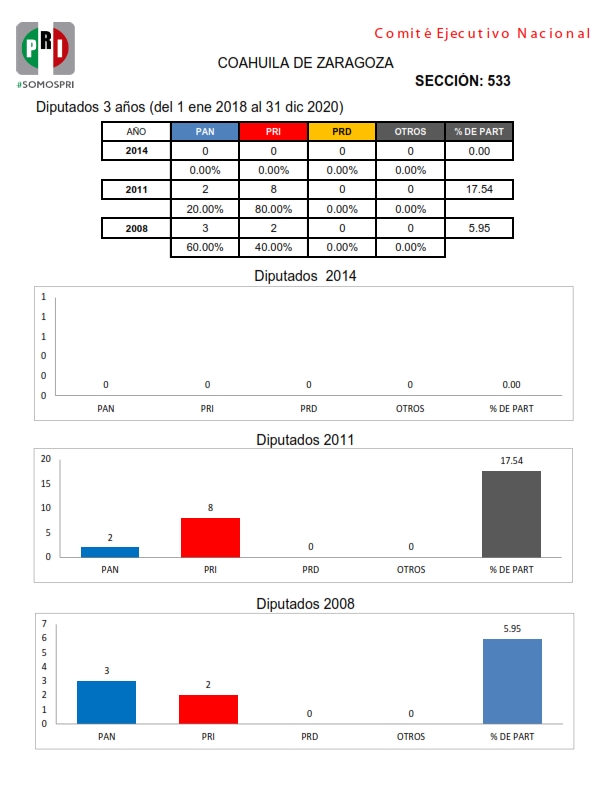 Comité Ejecutivo Nacional
PRI
#SOMOSPRI
COAHUILA DE ZARAGOZA
SECCIÓN: 533
Diputados 3 años (del 1 ene 2018 al 31 dic 2020)
AÑO PAN PRI PRD OTROS % DE PART
2014 0 0 0 0 0.00
0.00% 0.00% 0.00% 0.00%
2011 2 8 0 0 17.54
20.00% 80.00% 0.00% 0.00%
2008 3 2 0 0 5.95
60.00% 40.00% 0.00% 0.00%
Diputados 2014
1
1
1
0
0
0
0 0 0 0 0.00
PAN PRI PRD OTROS % DE PART
Diputados 2011
20
15
10
5
0
2 8 0 0 17.54
PAN PRI PRD OTROS % DE PART
Diputados 2008
7
6
5
4
3
2
1
0
3 2 0 0 5.95
PAN PRI PRD OTROS % DE PART